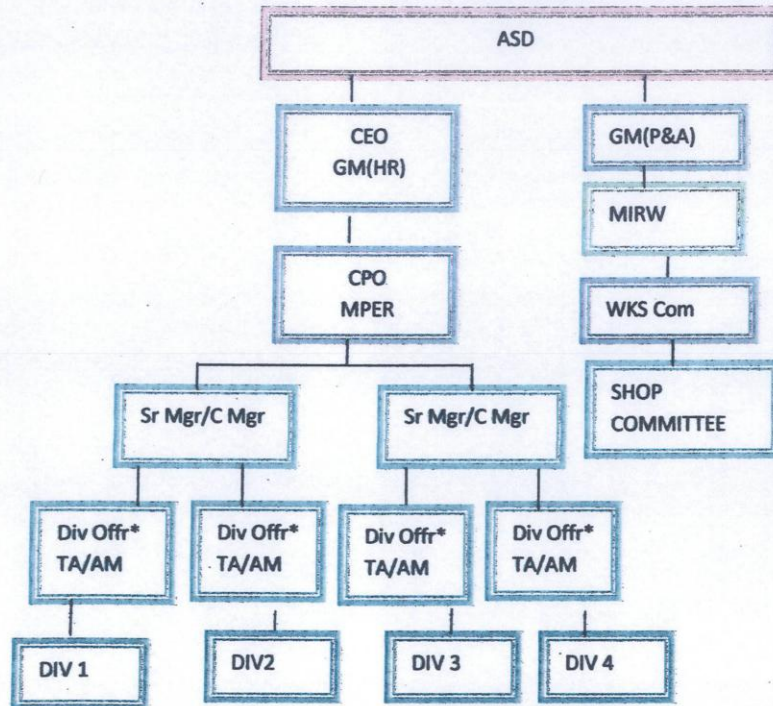 ASD
CEO
GM(HR)
GM(P&A)
MIRW
CPO
MPER
WKS Com
SHOP
COMMITTEE
Sr Mgr/C Mgr
Sr Mgr/C Mgr
Div Offr*
TA/AM
Div Offr*
TA/AM
Div Offr*
TA/AM
Div Offr*
TA/AM
DIV 1
DIV2
DIV 3
DIV 4